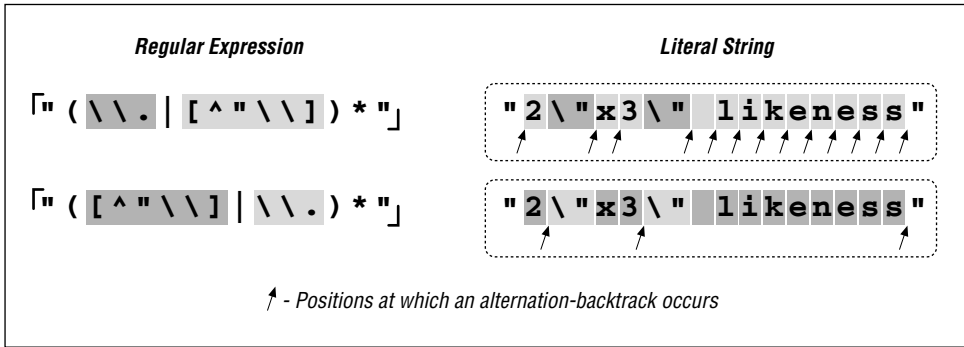 Regular Expression Literal String
⌈"(\\.|[^"\\])*"⌋ "2\"x3\" likeness"
⌈"([^"\\]|\\.)*"⌋ "2\"x3\" likeness"
- Positions at which an alternation-backtrack occurs